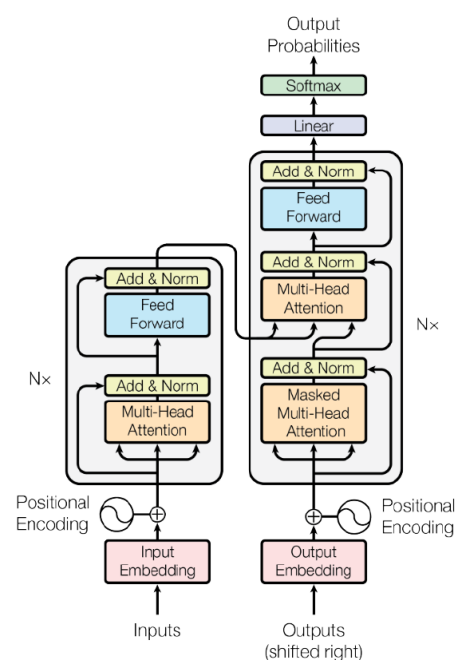 Output
Probabilities
Softmax
Linear
Add & Norm
Feed
Forward
Add & Norm
Multi-Head
Attention
Add & Norm
Masked
Multi-Head
Attention
N×
Add & Norm
Feed
Forward
Add & Norm
Multi-Head
Attention
N×
Positional
Encoding
Positional
Encoding
Input
Embedding
Output
Embedding
Inputs
Outputs
(shifted right)